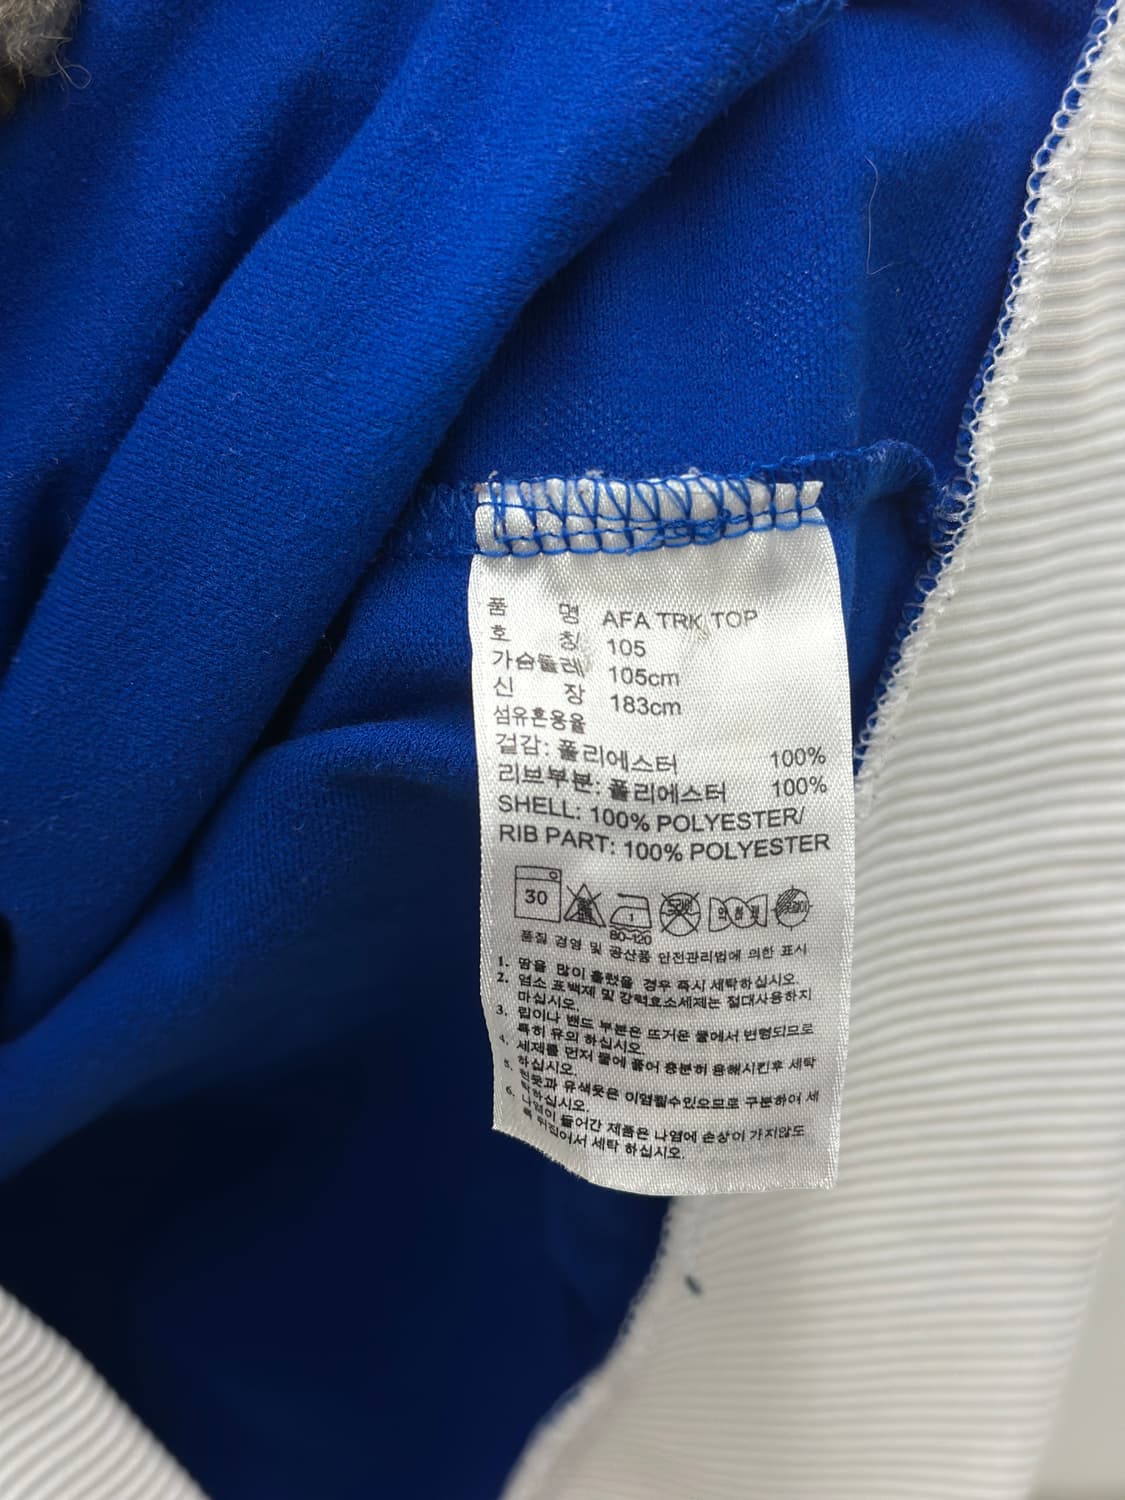 품 명 AFA TRK TOP
호 칭 105
가슴둘레 105cm
신 장 183cm
섬유혼용율
겉감: 폴리에스터 100%
리브부분: 폴리에스터 100%
SHELL: 100% POLYESTER/
RIB PART: 100% POLYESTER
30
80-120
품질 경영 및 공산품 안전관리법에 의한 표시
1. 땀을 많이 흘렸을 경우 즉시 세탁하십시오.
2. 염소 표백제 및 강력효소세제는 절대사용하지
마십시오.
3. 립이나 밴드 부분은 뜨거운 물에서 변형되므로
특히 유의 하십시오.
4. 세제를 먼저 물에 풀어 충분히 용해시킨후 세탁
하십시오.
5. 흰옷과 유색옷은 이염될수있으므로 구분하여 세
탁하십시오.
6. 나염이 들어간 제품은 나염에 손상이 가지않도
록 뒤집어서 세탁 하십시오.